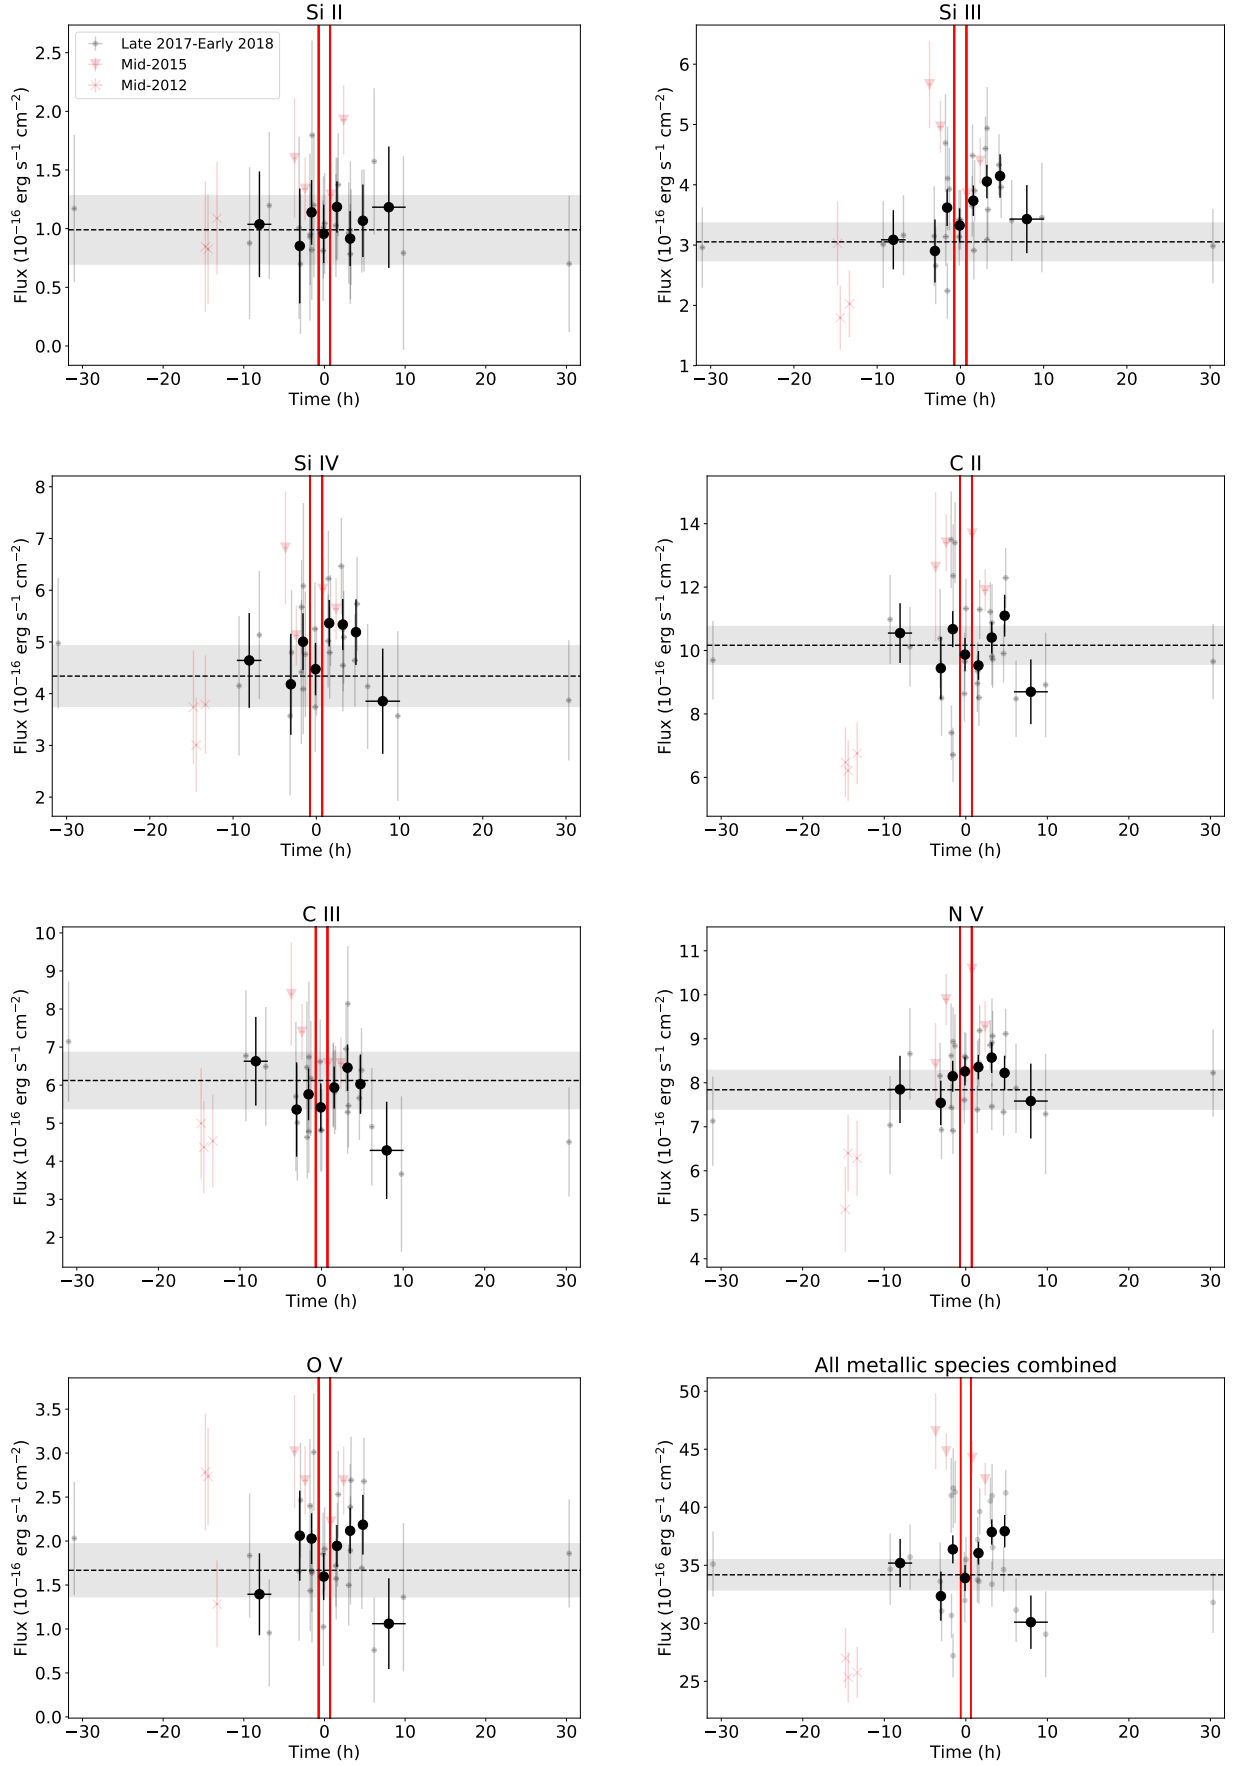 Si II
Late 2017-Early 2018
Mid-2015
Mid-2012
2.5
2.0
1.5
1.0
0.5
0.0
Flux (10⁻¹⁶ erg s⁻¹ cm⁻²)
−30 −20 −10 0 10 20 30
Time (h)
Si III
6
5
4
3
2
1
Flux (10⁻¹⁶ erg s⁻¹ cm⁻²)
−30 −20 −10 0 10 20 30
Time (h)
Si IV
8
7
6
5
4
3
2
Flux (10⁻¹⁶ erg s⁻¹ cm⁻²)
−30 −20 −10 0 10 20 30
Time (h)
C II
14
12
10
8
6
Flux (10⁻¹⁶ erg s⁻¹ cm⁻²)
−30 −20 −10 0 10 20 30
Time (h)
C III
10
9
8
7
6
5
4
3
2
Flux (10⁻¹⁶ erg s⁻¹ cm⁻²)
−30 −20 −10 0 10 20 30
Time (h)
N V
11
10
9
8
7
6
5
4
Flux (10⁻¹⁶ erg s⁻¹ cm⁻²)
−30 −20 −10 0 10 20 30
Time (h)
O V
3.5
3.0
2.5
2.0
1.5
1.0
0.5
0.0
Flux (10⁻¹⁶ erg s⁻¹ cm⁻²)
−30 −20 −10 0 10 20 30
Time (h)
All metallic species combined
50
45
40
35
30
25
Flux (10⁻¹⁶ erg s⁻¹ cm⁻²)
−30 −20 −10 0 10 20 30
Time (h)